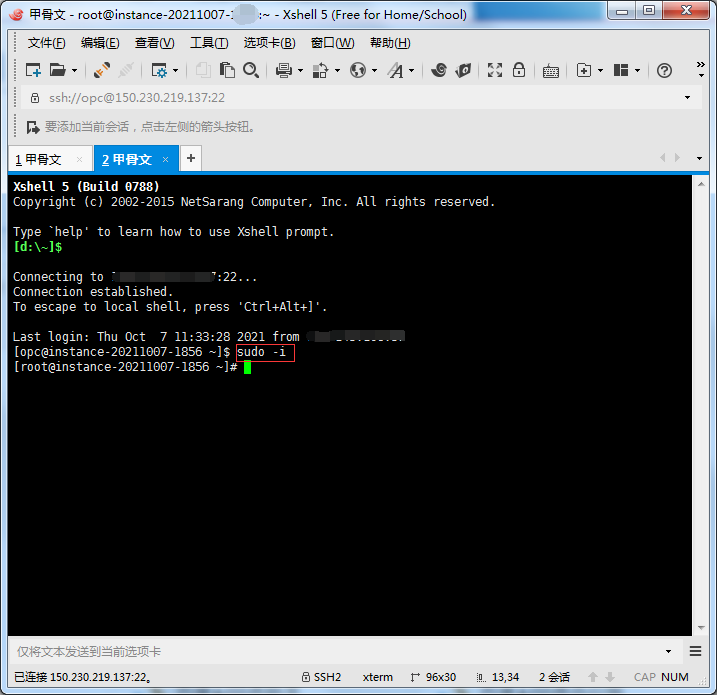 甲骨文 - root@instance-20211007-1 :~ - Xshell 5 (Free for Home/School)
文件(F) 编辑(E) 查看(V) 工具(T) 选项卡(B) 窗口(W) 帮助(H)
ssh://opc@150.230.219.137:22
要添加当前会话，点击左侧的箭头按钮。
1 甲骨文 × 2 甲骨文 × +
Xshell 5 (Build 0788)
Copyright (c) 2002-2015 NetSarang Computer, Inc. All rights reserved.
Type `help' to learn how to use Xshell prompt.
[d:\~]$
Connecting to :22...
Connection established.
To escape to local shell, press 'Ctrl+Alt+]'.
Last login: Thu Oct  7 11:33:28 2021 from
[opc@instance-20211007-1856 ~]$ sudo -i
[root@instance-20211007-1856 ~]#
仅将文本发送到当前选项卡
已连接 150.230.219.137:22。 SSH2 xterm 96x30 13,34 2 会话 CAP NUM